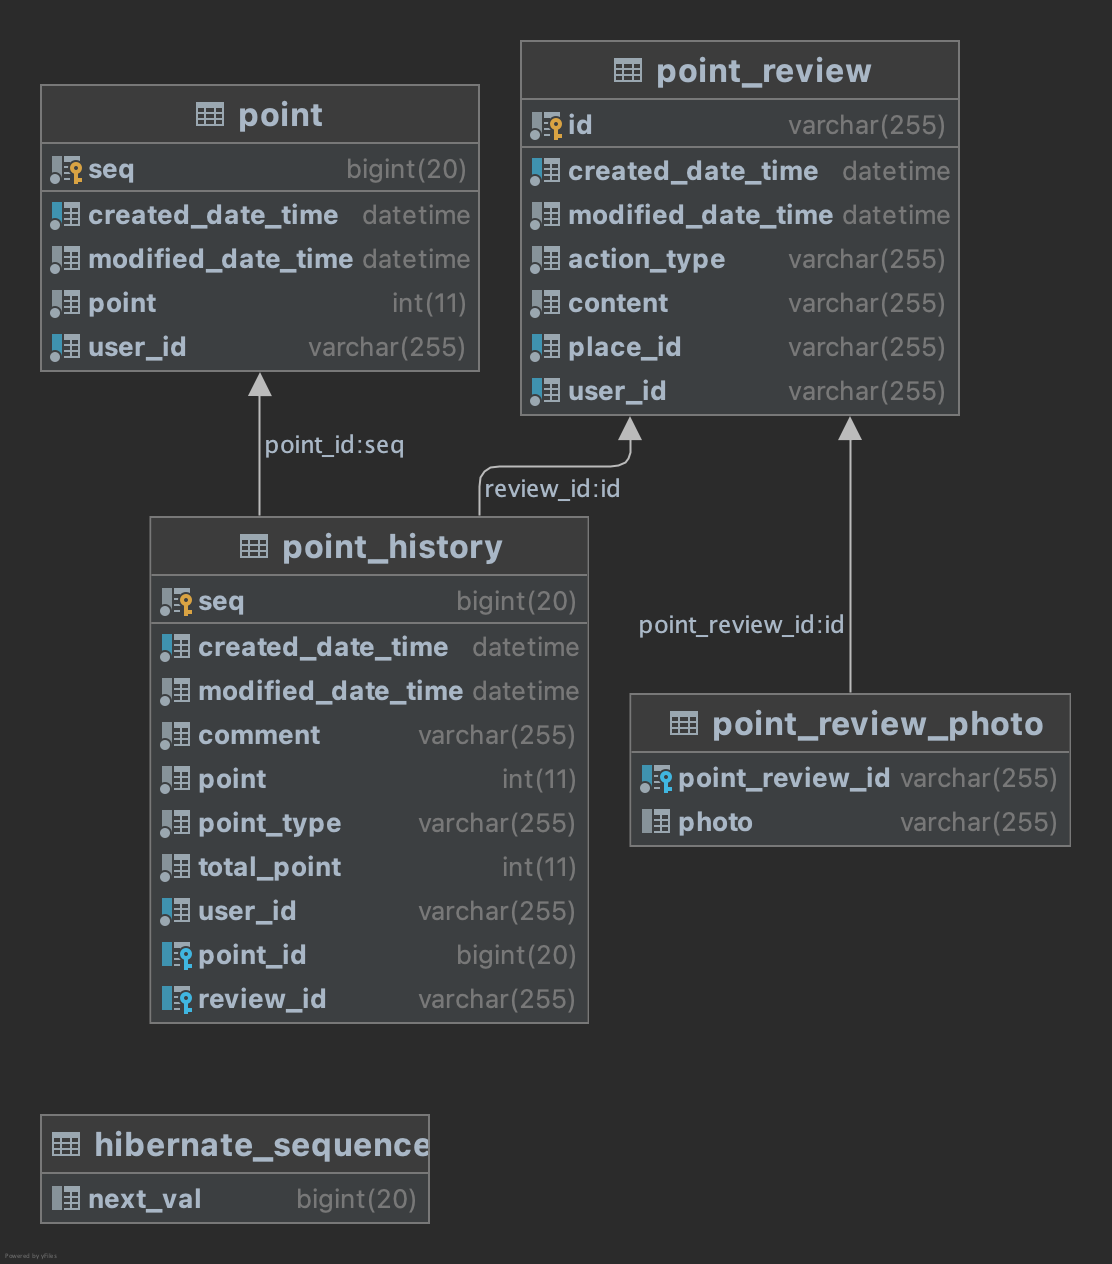 point
seq bigint(20)
created_date_time datetime
modified_date_time datetime
point int(11)
user_id varchar(255)
point_review
id varchar(255)
created_date_time datetime
modified_date_time datetime
action_type varchar(255)
content varchar(255)
place_id varchar(255)
user_id varchar(255)
point_id:seq
review_id:id
point_review_id:id
point_history
seq bigint(20)
created_date_time datetime
modified_date_time datetime
comment varchar(255)
point int(11)
point_type varchar(255)
total_point int(11)
user_id varchar(255)
point_id bigint(20)
review_id varchar(255)
point_review_photo
point_review_id varchar(255)
photo varchar(255)
hibernate_sequence
next_val bigint(20)
Powered by yFiles